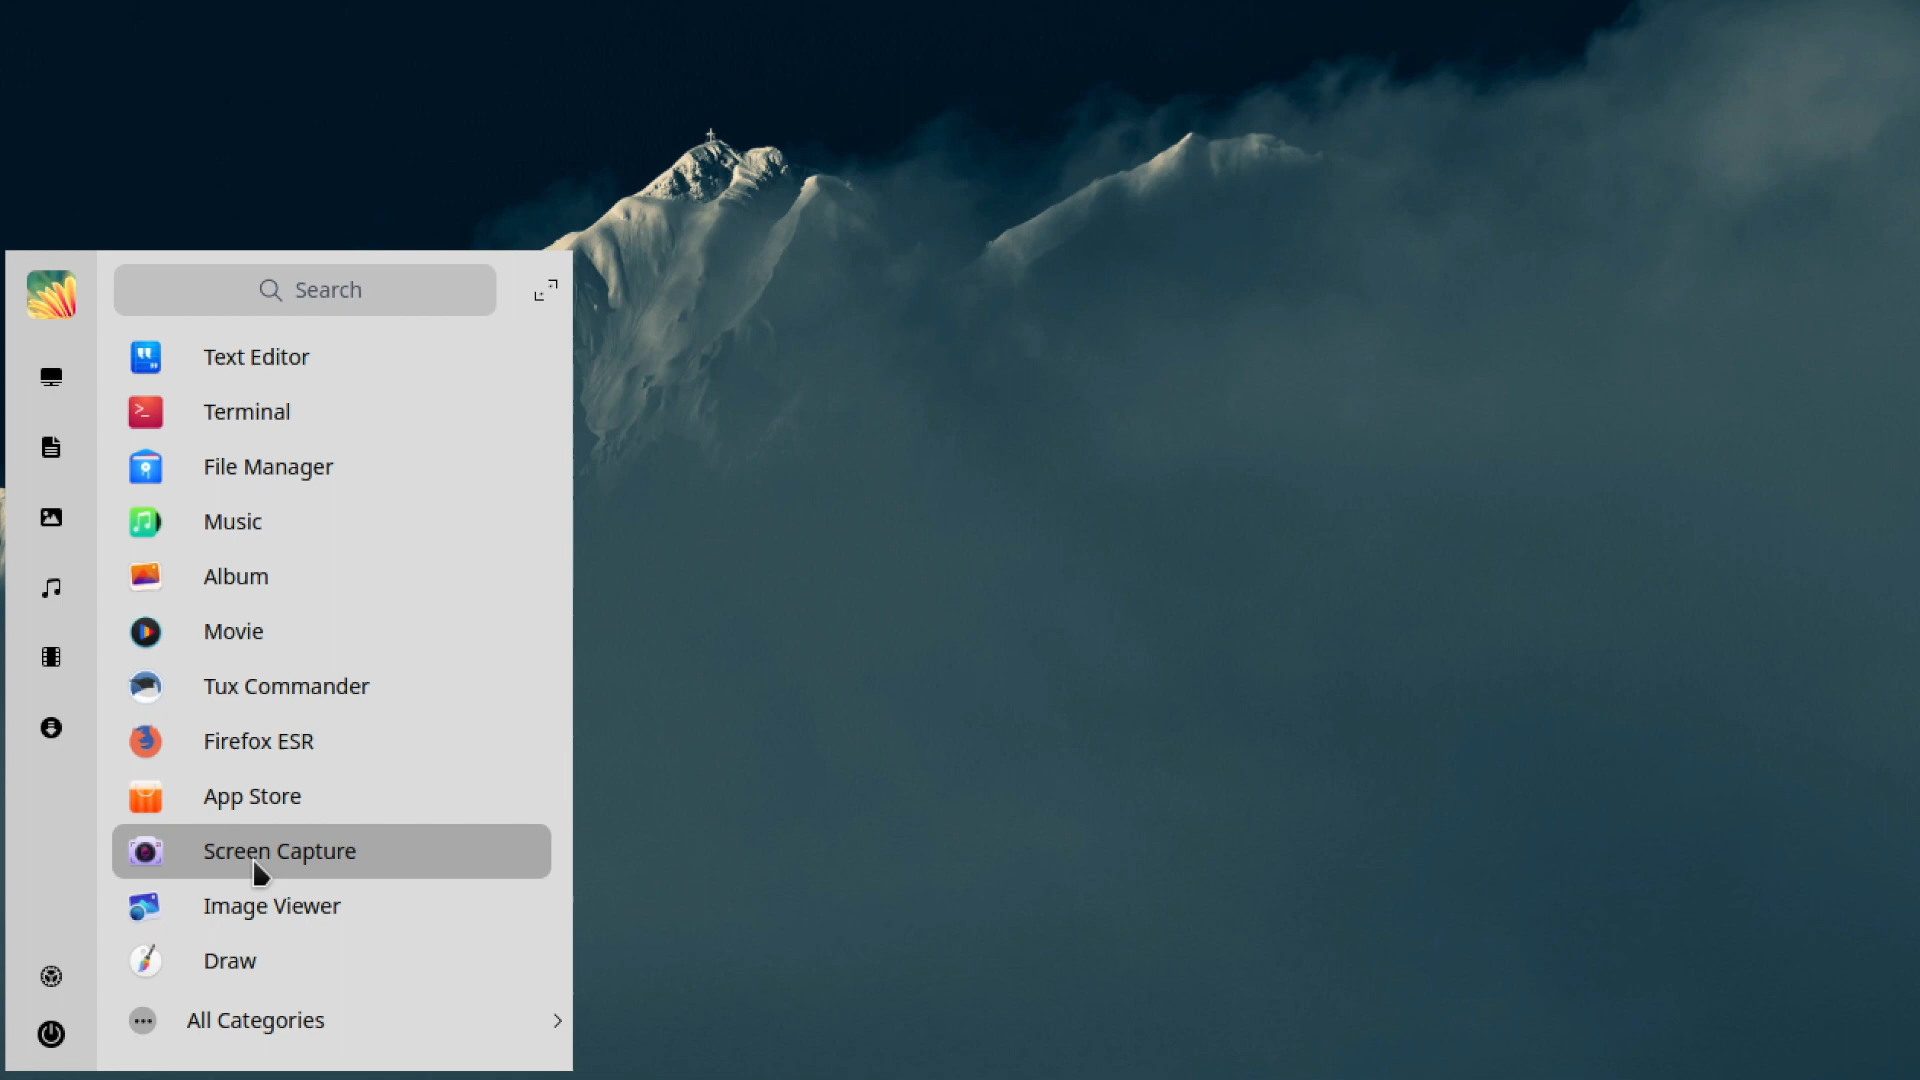 Search
Text Editor
Terminal
File Manager
Music
Album
Movie
Tux Commander
Firefox ESR
App Store
Screen Capture
Image Viewer
Draw
All Categories